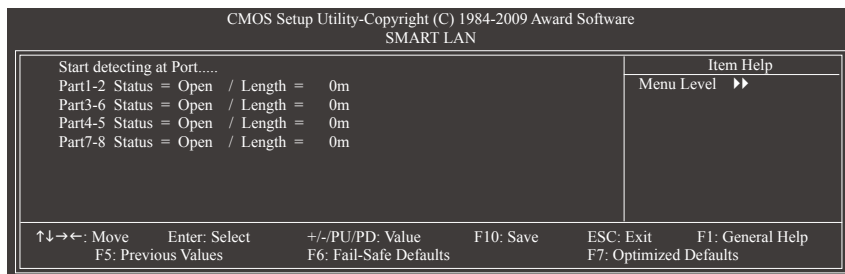 CMOS Setup Utility-Copyright (C) 1984-2009 Award Software
SMART LAN
Start detecting at Port.....
Part1-2 Status = Open / Length = 0m
Part3-6 Status = Open / Length = 0m
Part4-5 Status = Open / Length = 0m
Part7-8 Status = Open / Length = 0m
Item Help
Menu Level ▶▶
↑↓→←: Move Enter: Select +/-/PU/PD: Value F10: Save ESC: Exit F1: General Help
F5: Previous Values F6: Fail-Safe Defaults F7: Optimized Defaults